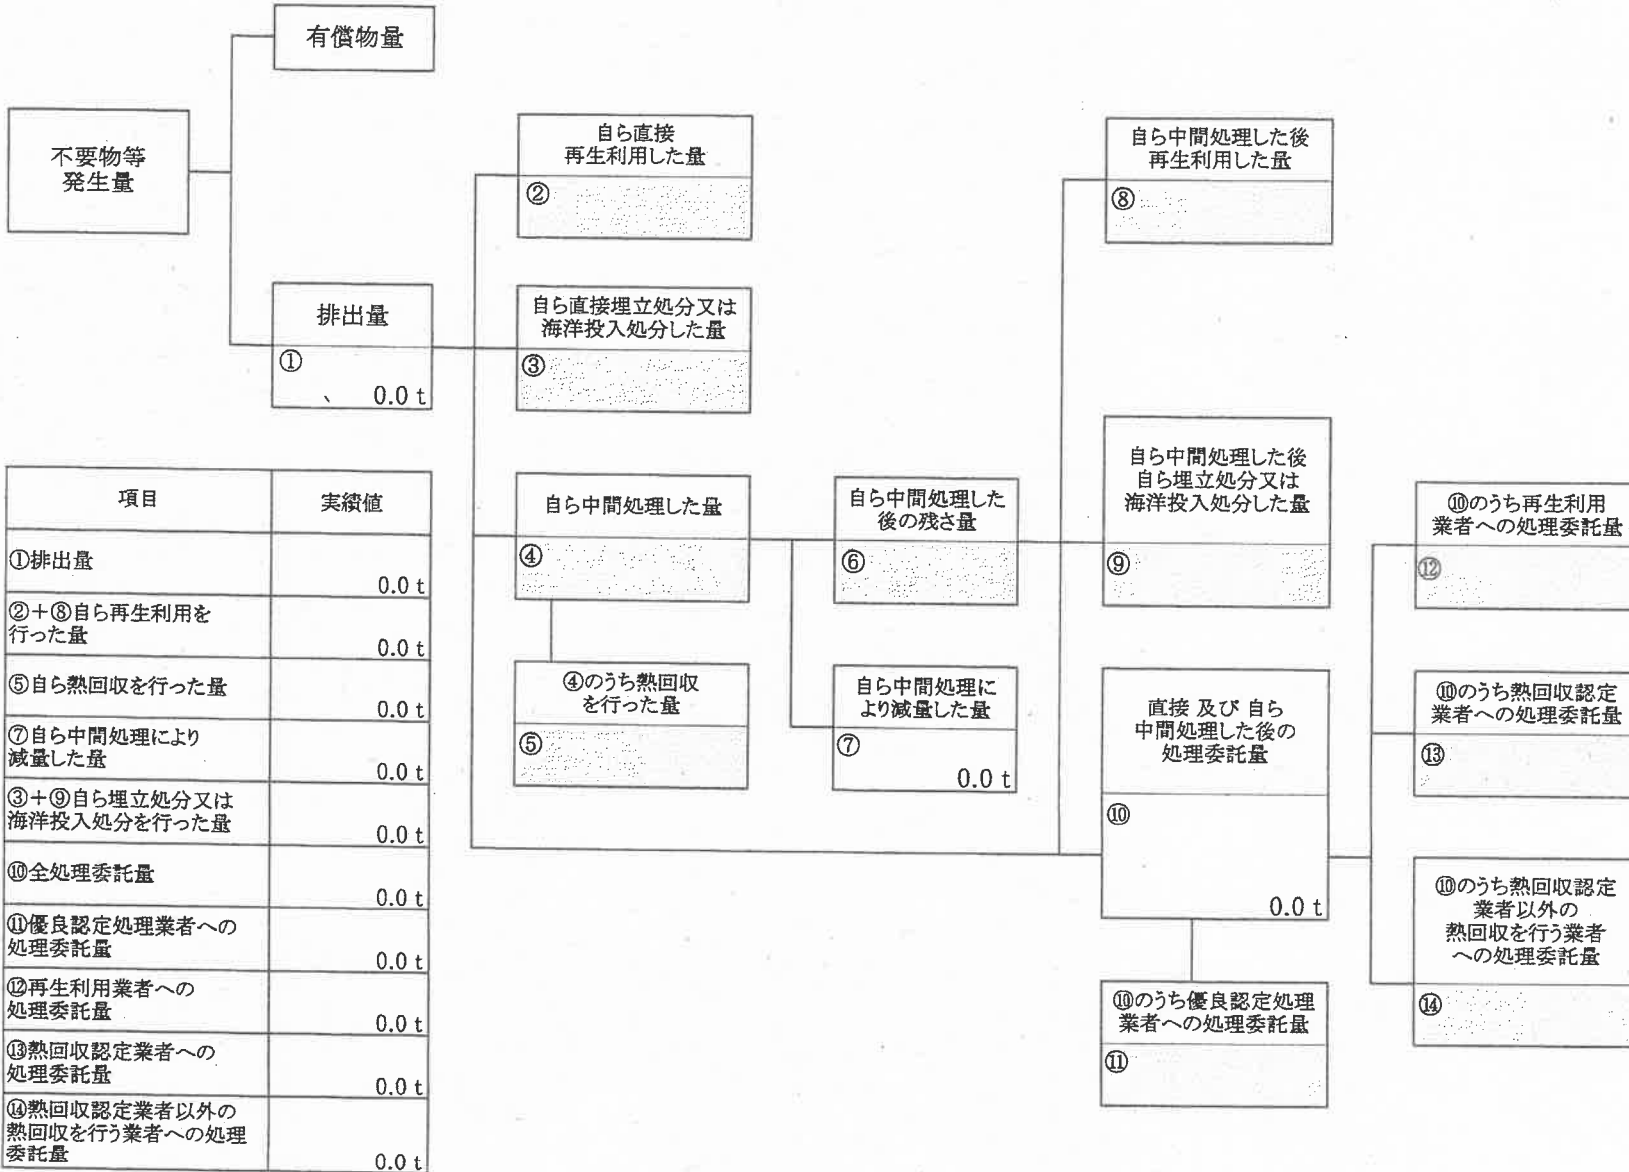 有償物量
不要物等
発生量
排出量
①
0.0 t
自ら直接
再生利用した量
②
自ら直接埋立処分又は
海洋投入処分した量
③
自ら中間処理した量
④
④のうち熱回収
を行った量
⑤
自ら中間処理した
後の残さ量
⑥
自ら中間処理に
より減量した量
⑦
0.0 t
自ら中間処理した後
再生利用した量
⑧
自ら中間処理した後
自ら埋立処分又は
海洋投入処分した量
⑨
直接 及び 自ら
中間処理した後の
処理委託量
⑩
0.0 t
⑩のうち優良認定処理
業者への処理委託量
⑪
⑩のうち再生利用
業者への処理委託量
⑫
⑩のうち熱回収認定
業者への処理委託量
⑬
⑩のうち熱回収認定
業者以外の
熱回収を行う業者
への処理委託量
⑭
項目 実績値
①排出量
0.0 t
②+⑧自ら再生利用を
行った量
0.0 t
⑤自ら熱回収を行った量
0.0 t
⑦自ら中間処理により
減量した量
0.0 t
③+⑨自ら埋立処分又は
海洋投入処分を行った量
0.0 t
⑩全処理委託量
0.0 t
⑪優良認定処理業者への
処理委託量
0.0 t
⑫再生利用業者への
処理委託量
0.0 t
⑬熱回収認定業者への
処理委託量
0.0 t
⑭熱回収認定業者以外の
熱回収を行う業者への処理
委託量
0.0 t